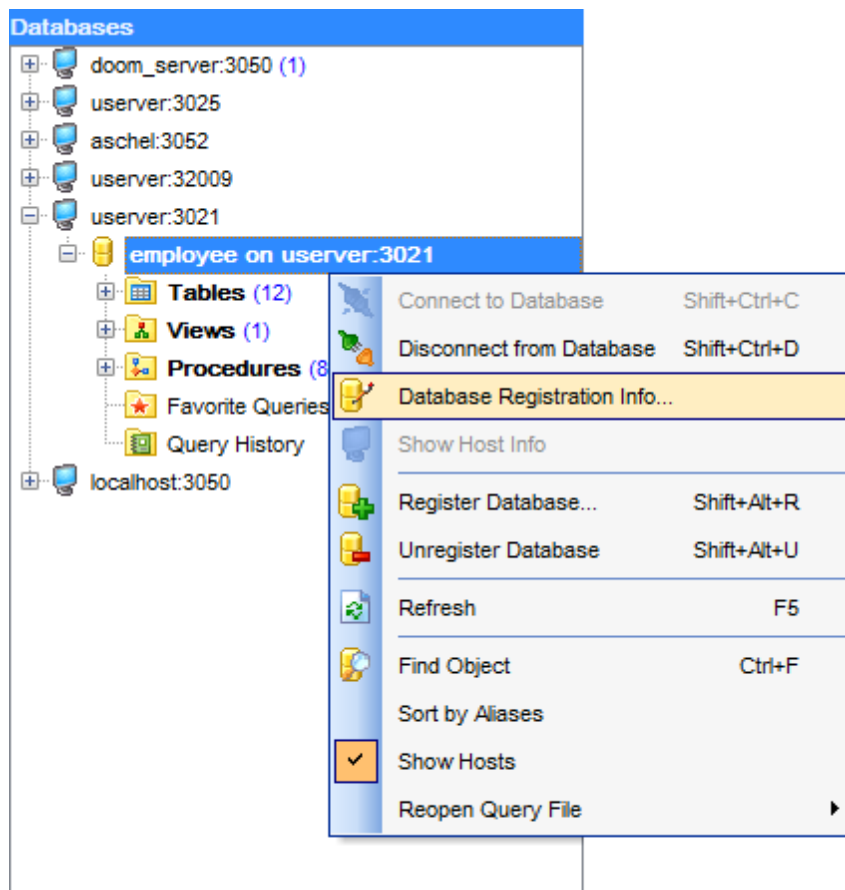 Databases
doom_server:3050 (1)
userver:3025
aschel:3052
userver:32009
userver:3021
employee on userver:3021
Tables (12)
Views (1)
Procedures (8
Favorite Queries
Query History
localhost:3050
Connect to Database Shift+Ctrl+C
Disconnect from Database Shift+Ctrl+D
Database Registration Info...
Show Host Info
Register Database... Shift+Alt+R
Unregister Database Shift+Alt+U
Refresh F5
Find Object Ctrl+F
Sort by Aliases
Show Hosts
Reopen Query File